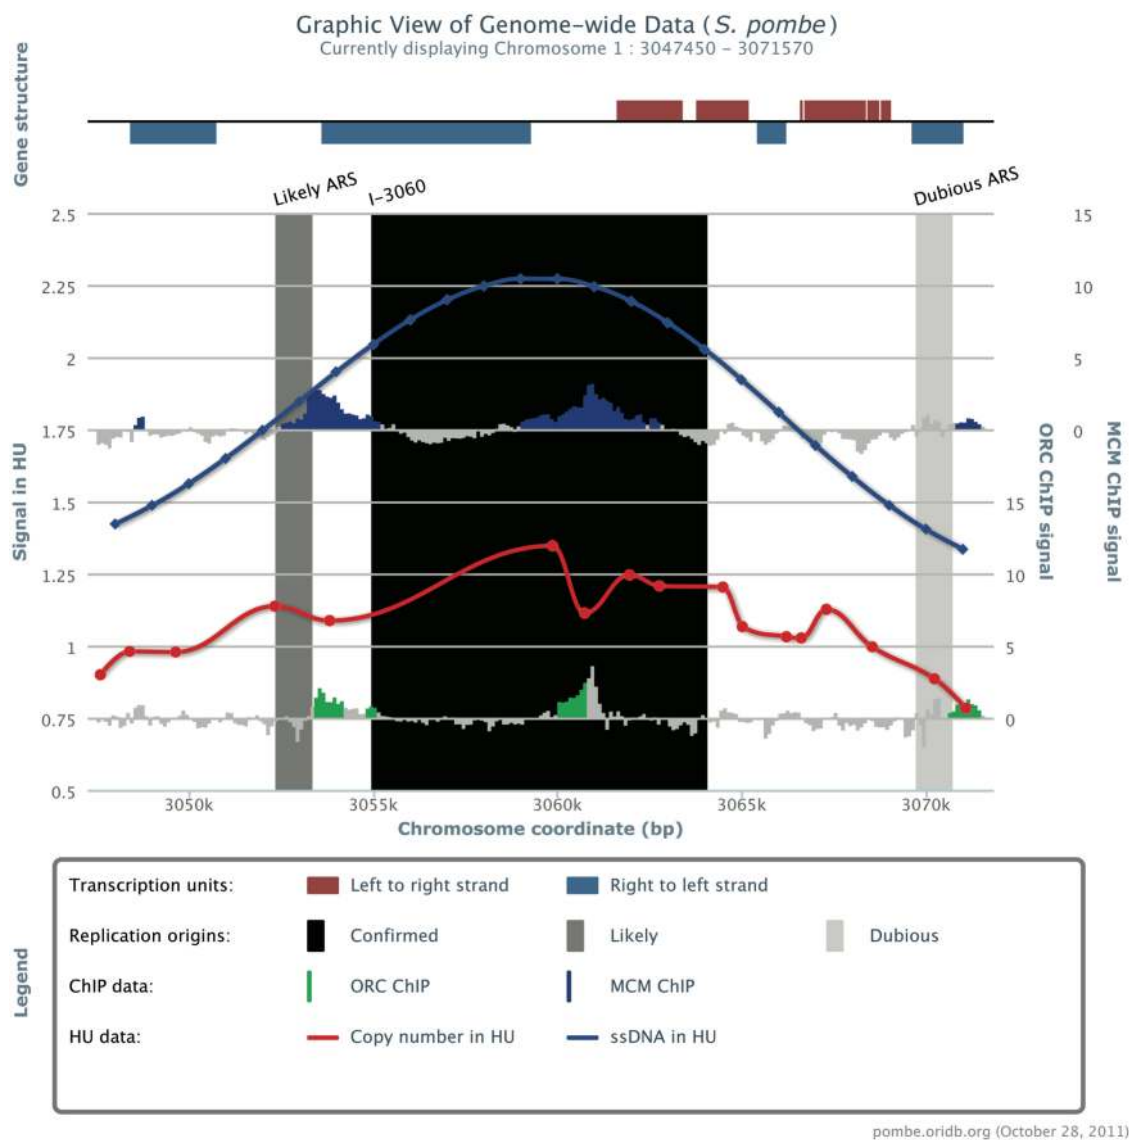 Graphic View of Genome-wide Data (S. pombe)
Currently displaying Chromosome 1 : 3047450 - 3071570
Gene structure
Likely ARS
I-3060
Dubious ARS
2.5
2.25
2
1.75
1.5
1.25
1
0.75
0.5
Signal in HU
15
10
5
0
15
10
5
0
ORC ChIP signal
MCM ChIP signal
3050k 3055k 3060k 3065k 3070k
Chromosome coordinate (bp)
Legend
Transcription units: Left to right strand Right to left strand
Replication origins: Confirmed Likely Dubious
ChIP data: ORC ChIP MCM ChIP
HU data: Copy number in HU ssDNA in HU
pombe.oridb.org (October 28, 2011)